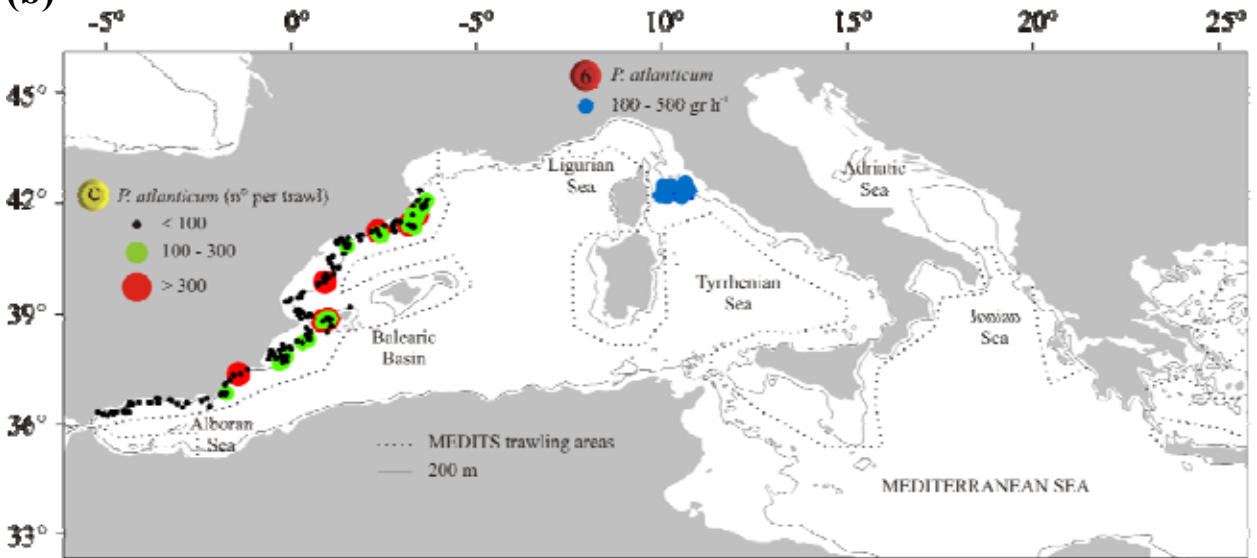 (b)
-5° 0° -5° 10° 15° 20° 25°
45°
42°
39°
36°
33°
6 P. atlanticum
100 - 500 gr h⁻¹
C P. atlanticum (nº per trawl)
< 100
100 - 300
> 300
Ligurian
Sea
Adriatic
Sea
Tyrrhenian
Sea
Ionian
Sea
Balearic
Basin
Alboran
Sea
MEDITS trawling areas
200 m
MEDITERRANEAN SEA